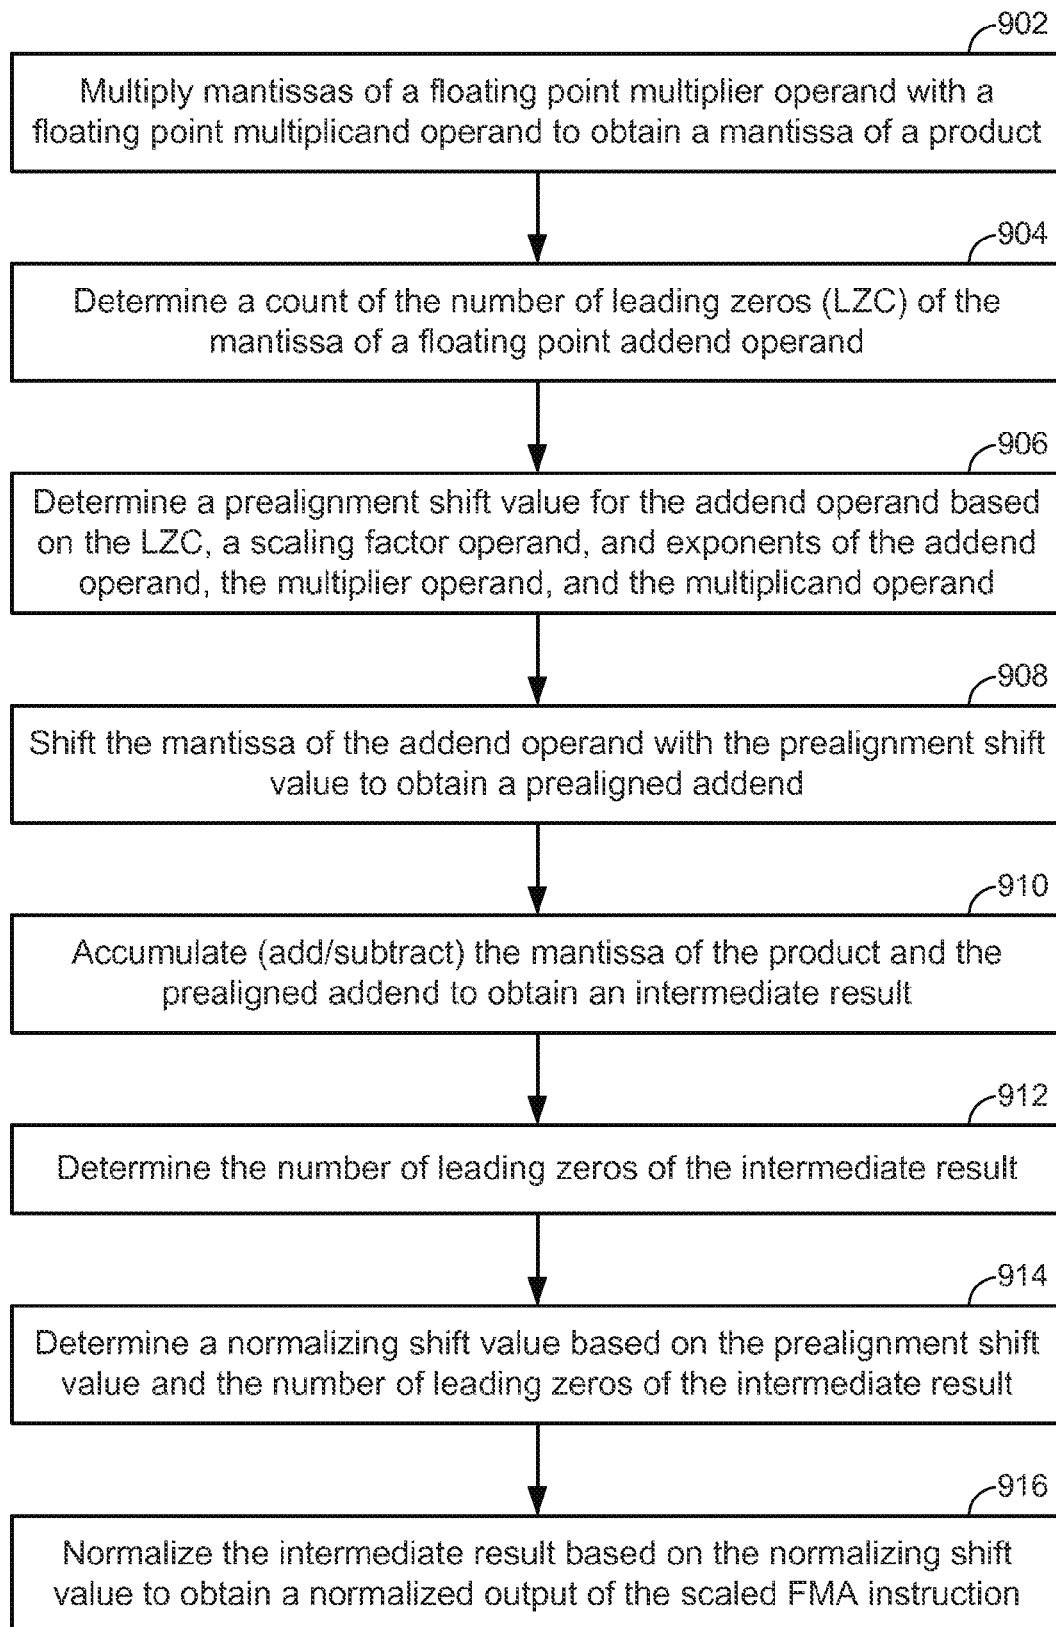 902
Multiply mantissas of a floating point multiplier operand with a
floating point multiplicand operand to obtain a mantissa of a product
904
Determine a count of the number of leading zeros (LZC) of the
mantissa of a floating point addend operand
906
Determine a prealignment shift value for the addend operand based
on the LZC, a scaling factor operand, and exponents of the addend
operand, the multiplier operand, and the multiplicand operand
908
Shift the mantissa of the addend operand with the prealignment shift
value to obtain a prealigned addend
910
Accumulate (add/subtract) the mantissa of the product and the
prealigned addend to obtain an intermediate result
912
Determine the number of leading zeros of the intermediate result
914
Determine a normalizing shift value based on the prealignment shift
value and the number of leading zeros of the intermediate result
916
Normalize the intermediate result based on the normalizing shift
value to obtain a normalized output of the scaled FMA instruction